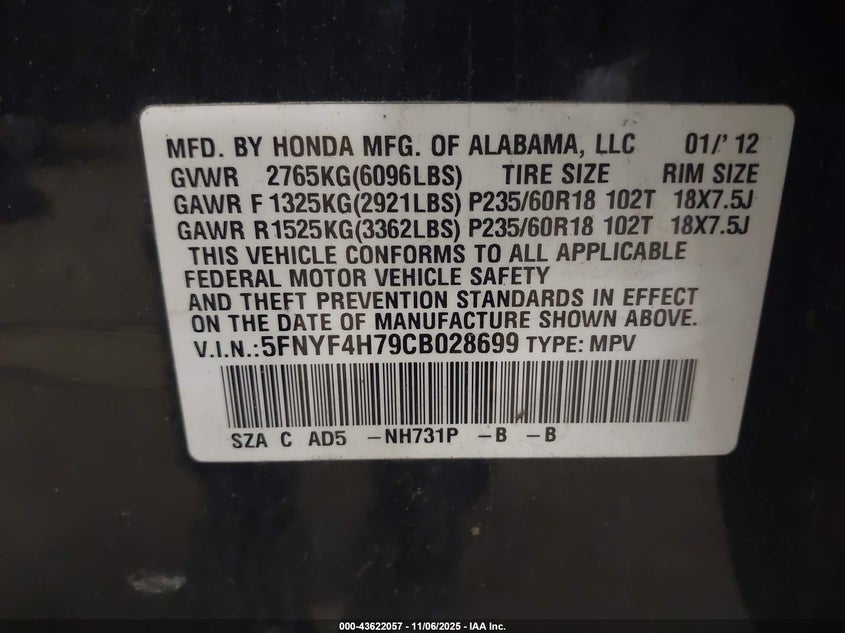 MFD. BY HONDA MFG. OF ALABAMA, LLC 01/' 12
GVWR 2765KG(6096LBS) TIRE SIZE RIM SIZE
GAWR F 1325KG(2921LBS) P235/60R18 102T 18X7.5J
GAWR R1525KG(3362LBS) P235/60R18 102T 18X7.5J
THIS VEHICLE CONFORMS TO ALL APPLICABLE
FEDERAL MOTOR VEHICLE SAFETY
AND THEFT PREVENTION STANDARDS IN EFFECT
ON THE DATE OF MANUFACTURE SHOWN ABOVE.
V.I.N.:5FNYF4H79CB028699 TYPE: MPV
SZA C AD5 -NH731P -B -B
000-43622057 - 11/06/2025 - IAA Inc.